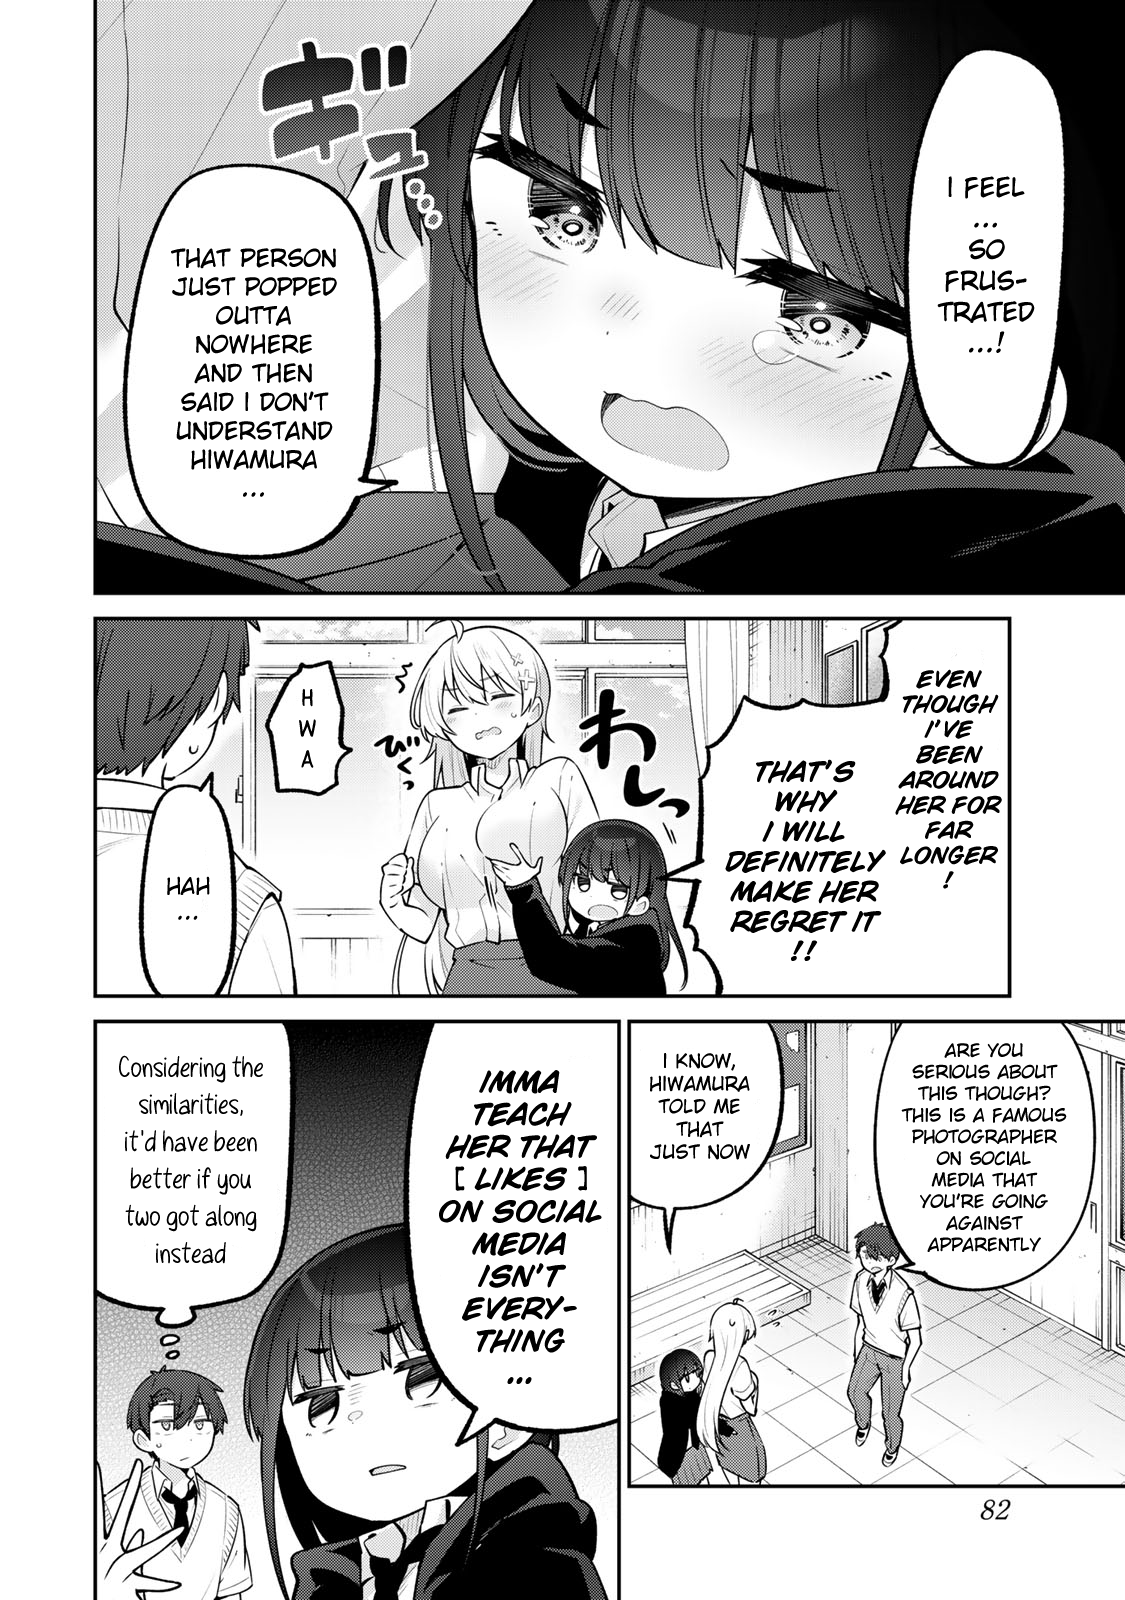 I FEEL
...
SO
FRUS-
TRATED
...!
ギュ...
THAT PERSON
JUST POPPED
OUTTA
NOWHERE
AND THEN
SAID I DON'T
UNDERSTAND
HIWAMURA
...
EVEN
THOUGH
I'VE
BEEN
AROUND
HER FOR
FAR
LONGER
!
THAT'S
WHY
I WILL
DEFINITELY
MAKE HER
REGRET IT
!!
わしっ
びくっ
H
W
A
HAH
...
ARE YOU
SERIOUS ABOUT
THIS THOUGH?
THIS IS A FAMOUS
PHOTOGRAPHER
ON SOCIAL
MEDIA THAT
YOU'RE GOING
AGAINST
APPARENTLY
I KNOW,
HIWAMURA
TOLD ME
THAT
JUST NOW
IMMA
TEACH
HER THAT
[ LIKES ]
ON SOCIAL
MEDIA
ISN'T
EVERY-
THING
...
Considering the
similarities,
it'd have been
better if you
two got along
instead
82